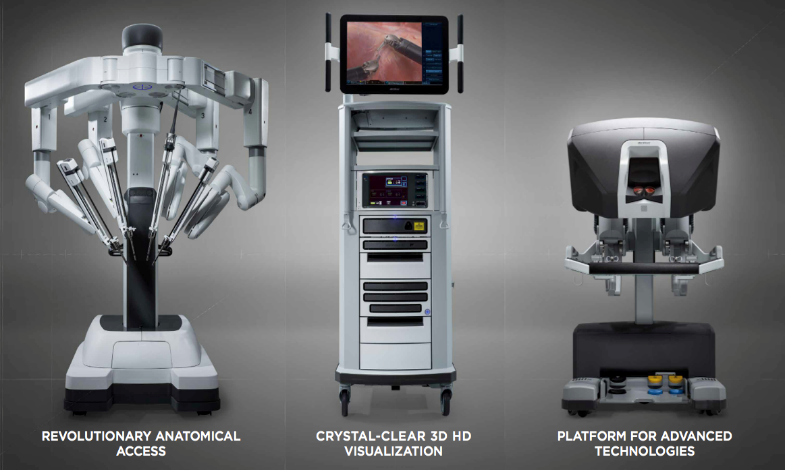 REVOLUTIONARY ANATOMICAL
ACCESS
CRYSTAL-CLEAR 3D HD
VISUALIZATION
PLATFORM FOR ADVANCED
TECHNOLOGIES